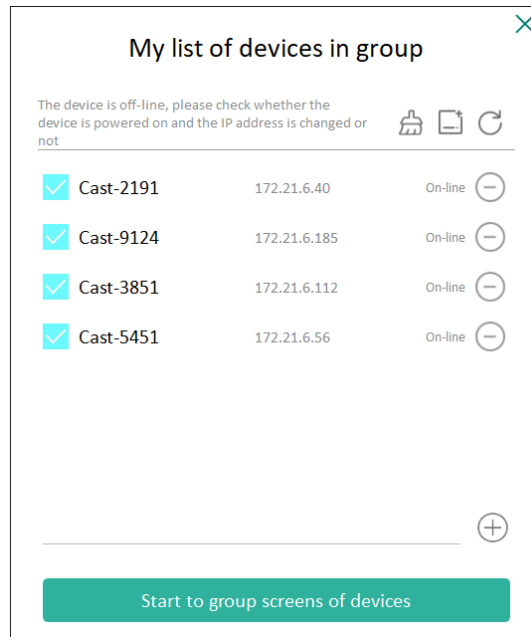 My list of devices in group
The device is off-line, please check whether the
device is powered on and the IP address is changed or
not
Cast-2191 172.21.6.40 On-line
Cast-9124 172.21.6.185 On-line
Cast-3851 172.21.6.112 On-line
Cast-5451 172.21.6.56 On-line
Start to group screens of devices